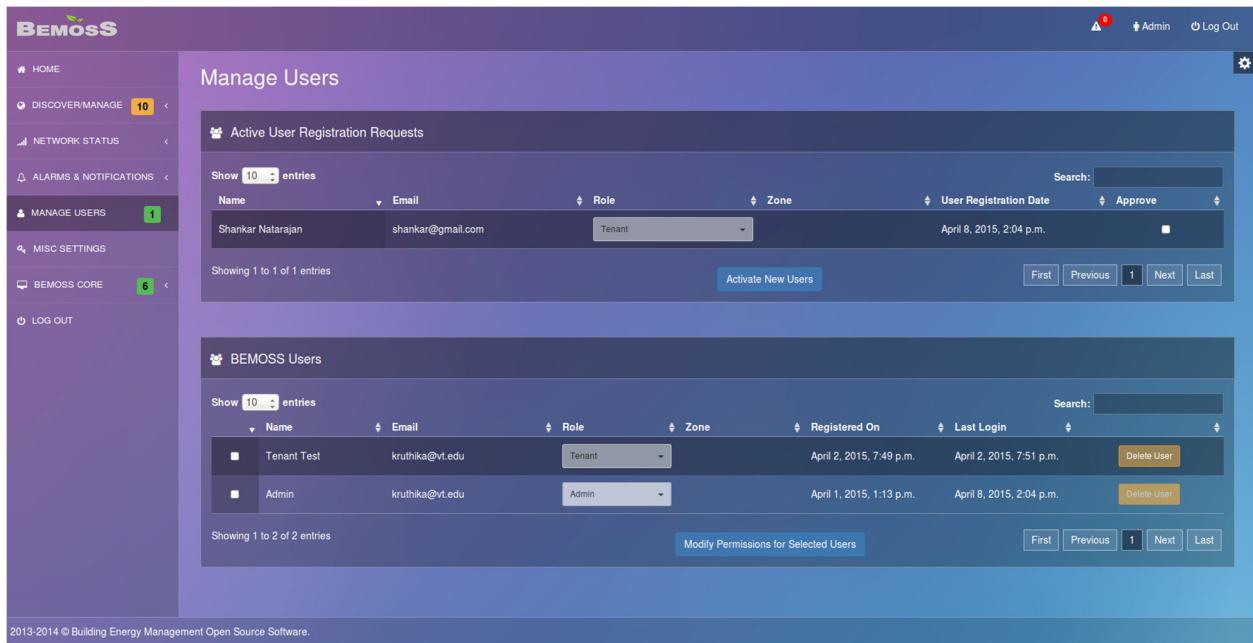 BEMOSS
0
Admin
Log Out
HOME
DISCOVER/MANAGE 10
NETWORK STATUS
ALARMS & NOTIFICATIONS
MANAGE USERS 1
MISC SETTINGS
BEMOSS CORE 6
LOG OUT
Manage Users
Active User Registration Requests
Show 10 entries Search:
Name Email Role Zone User Registration Date Approve
Shankar Natarajan shankar@gmail.com Tenant April 8, 2015, 2:04 p.m.
Showing 1 to 1 of 1 entries Activate New Users First Previous 1 Next Last
BEMOSS Users
Show 10 entries Search:
Name Email Role Zone Registered On Last Login
Tenant Test kruthika@vt.edu Tenant April 2, 2015, 7:49 p.m. April 2, 2015, 7:51 p.m. Delete User
Admin kruthika@vt.edu Admin April 1, 2015, 1:13 p.m. April 8, 2015, 2:04 p.m. Delete User
Showing 1 to 2 of 2 entries Modify Permissions for Selected Users First Previous 1 Next Last
2013-2014 © Building Energy Management Open Source Software.